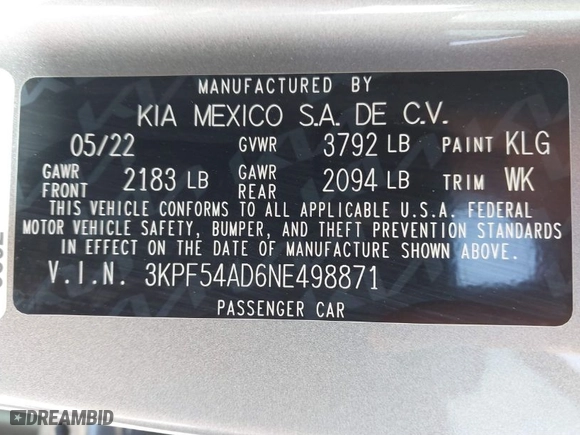 MANUFACTURED BY
KIA MEXICO S.A. DE C.V.
05/22 GVWR 3792 LB PAINT KLG
GAWR FRONT 2183 LB GAWR REAR 2094 LB TRIM WK
THIS VEHICLE CONFORMS TO ALL APPLICABLE U.S.A. FEDERAL
MOTOR VEHICLE SAFETY, BUMPER, AND THEFT PREVENTION STANDARDS
IN EFFECT ON THE DATE OF MANUFACTURE SHOWN ABOVE.
V.I.N. 3KPF54AD6NE498871
PASSENGER CAR
DREAMBID